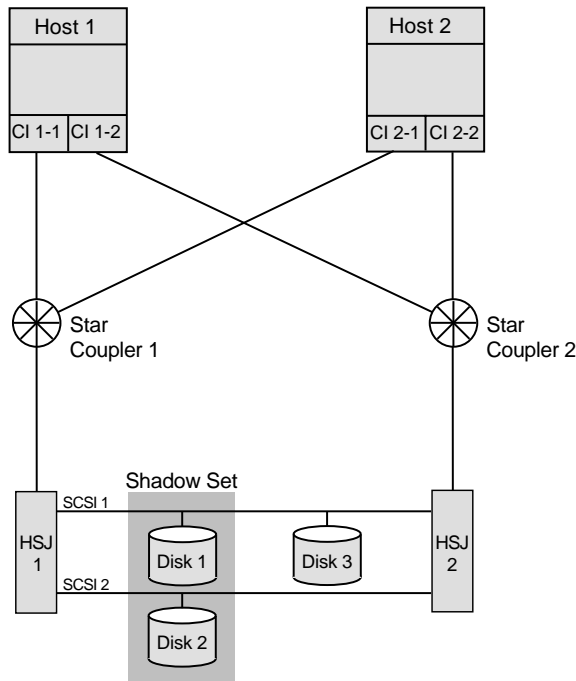 Host 1
Host 2
CI 1-1
CI 1-2
CI 2-1
CI 2-2
Star
Coupler 1
Star
Coupler 2
Shadow Set
SCSI 1
HSJ
1
Disk 1
Disk 3
HSJ
2
SCSI 2
Disk 2